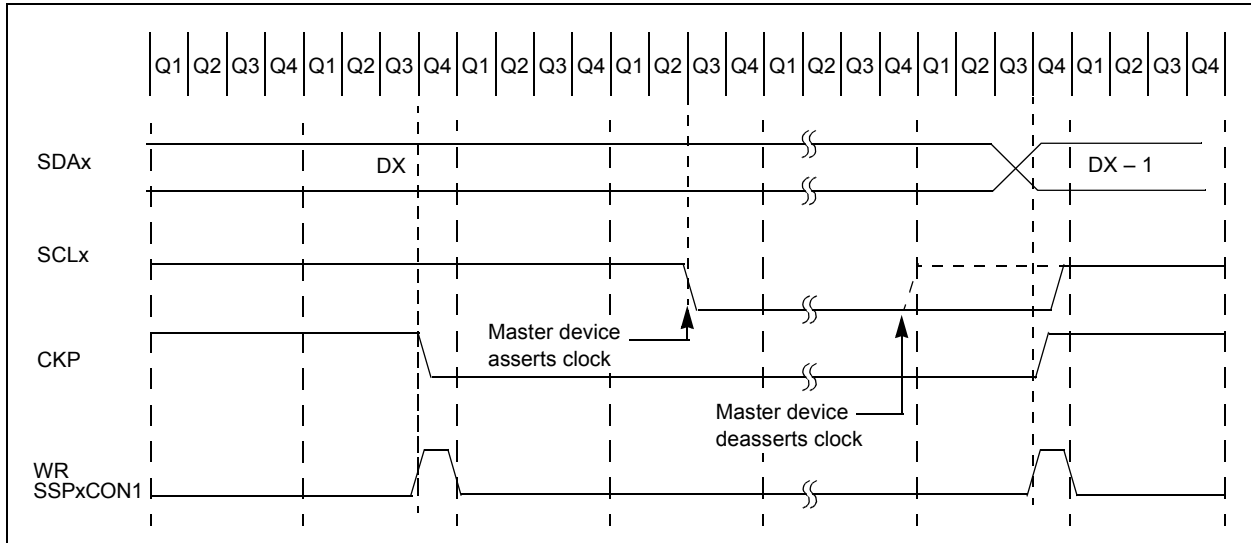 Q1 Q2 Q3 Q4 Q1 Q2 Q3 Q4 Q1 Q2 Q3 Q4 Q1 Q2 Q3 Q4 Q1 Q2 Q3 Q4 Q1 Q2 Q3 Q4 Q1 Q2 Q3 Q4
SDAx
DX
DX – 1
SCLx
Master device
asserts clock
CKP
Master device
deasserts clock
WR
SSPxCON1